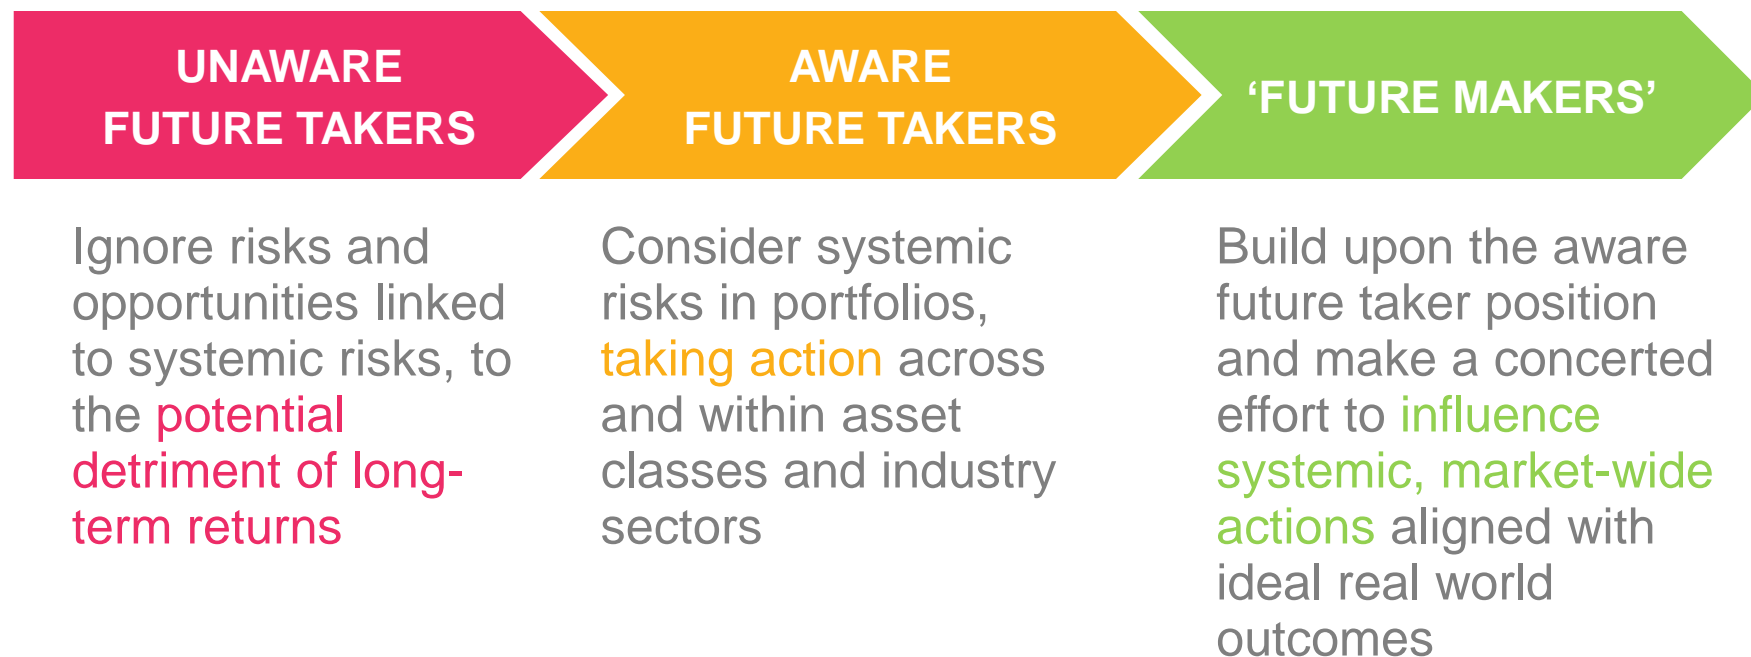 UNAWARE
FUTURE TAKERS
AWARE
FUTURE TAKERS
‘FUTURE MAKERS’
Ignore risks and
opportunities linked
to systemic risks, to
the potential
detriment of long-
term returns
Consider systemic
risks in portfolios,
taking action across
and within asset
classes and industry
sectors
Build upon the aware
future taker position
and make a concerted
effort to influence
systemic, market-wide
actions aligned with
ideal real world
outcomes